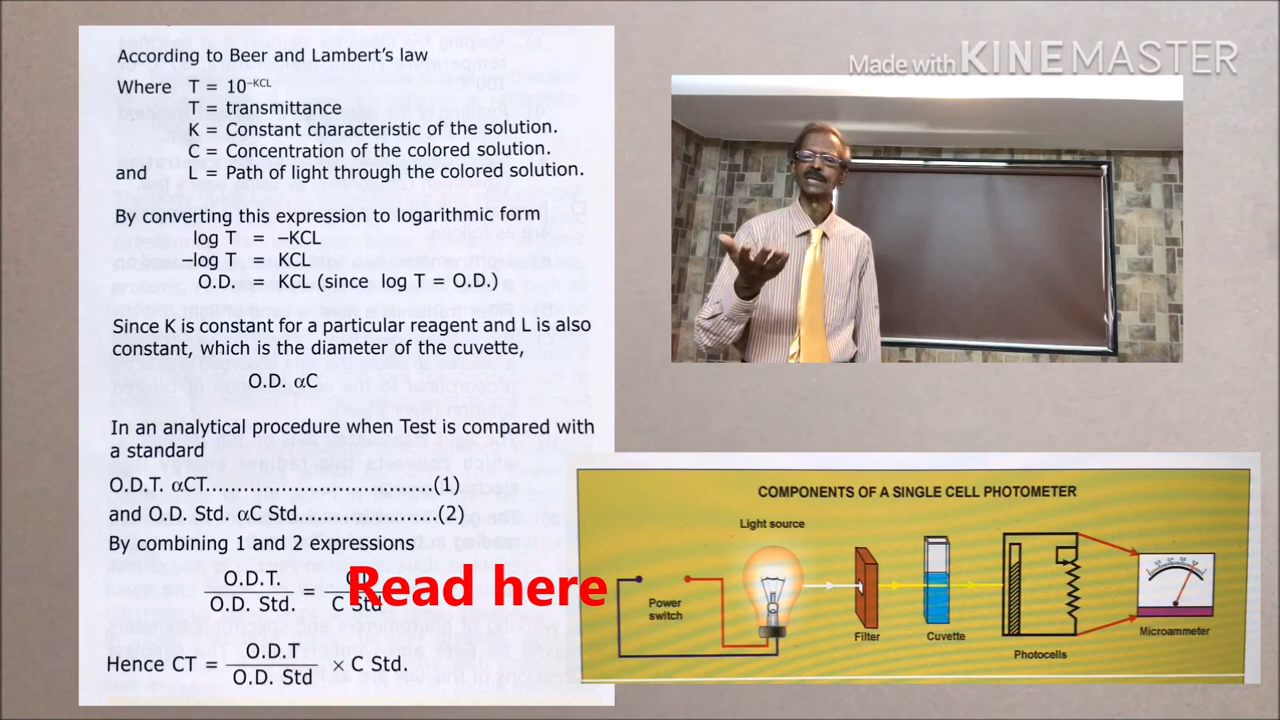 According to Beer and Lambert's law
Where T = 10⁻ᴷᶜᴸ
T = transmittance
K = Constant characteristic of the solution.
C = Concentration of the colored solution.
and L = Path of light through the colored solution.
By converting this expression to logarithmic form
log T = –KCL
–log T = KCL
O.D. = KCL (since log T = O.D.)
Since K is constant for a particular reagent and L is also
constant, which is the diameter of the cuvette,
O.D. αC
In an analytical procedure when Test is compared with
a standard
O.D.T. αCT........................................(1)
and O.D. Std. αC Std.........................(2)
By combining 1 and 2 expressions
O.D.T.
O.D. Std. =
C Std
Read here
Hence CT = O.D.T
O.D. Std × C Std.
Made with KINEMASTER
COMPONENTS OF A SINGLE CELL PHOTOMETER
Light source
Power
switch
Filter
Cuvette
Photocells
Microammeter